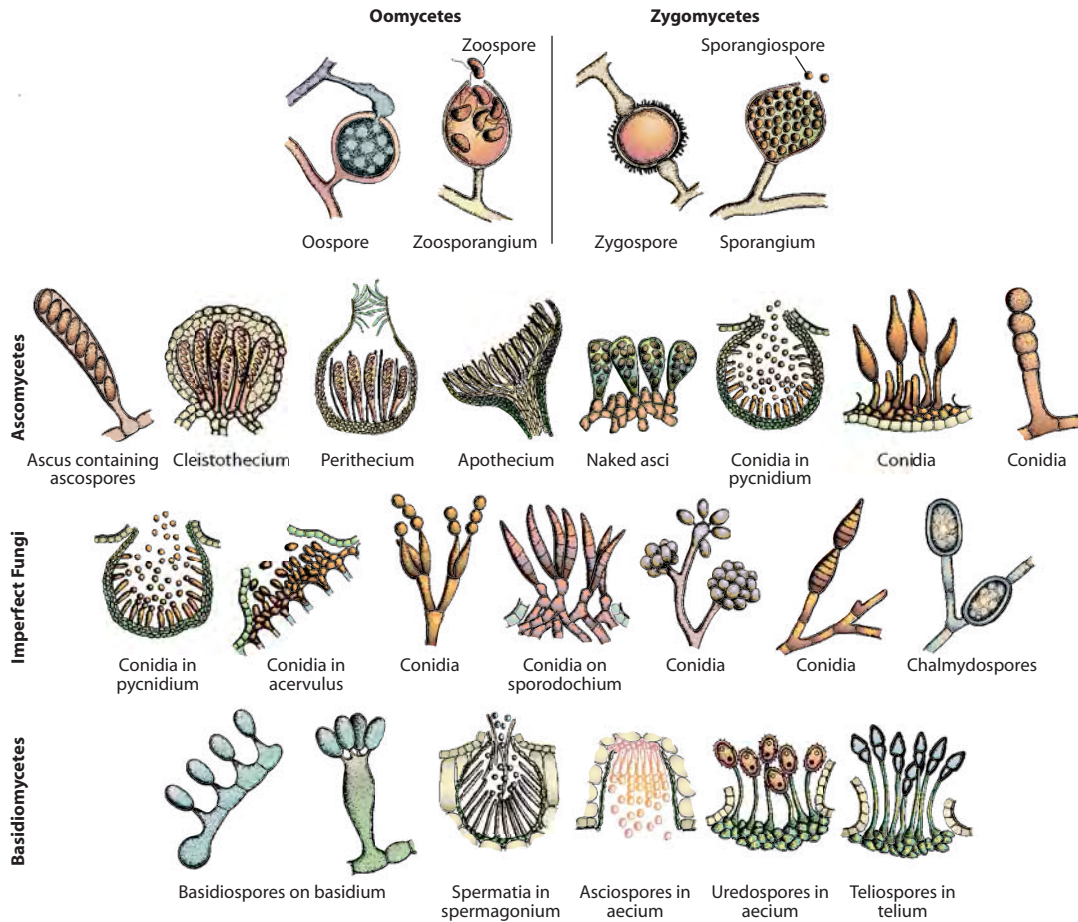 Oomycetes
Zygomycetes
Zoospore
Sporangiospore
Oospore
Zoosporangium
Zygospore
Sporangium
Ascomycetes
Ascus containing
ascospores
Cleistothecium
Perithecium
Apothecium
Naked asci
Conidia in
pycnidium
Conidia
Conidia
Imperfect Fungi
Conidia in
pycnidium
Conidia in
acervulus
Conidia
Conidia on
sporodochium
Conidia
Conidia
Chalmydospores
Basidiomycetes
Basidiospores on basidium
Spermatia in
spermagonium
Asciospores in
aecium
Uredospores in
aecium
Teliospores in
telium